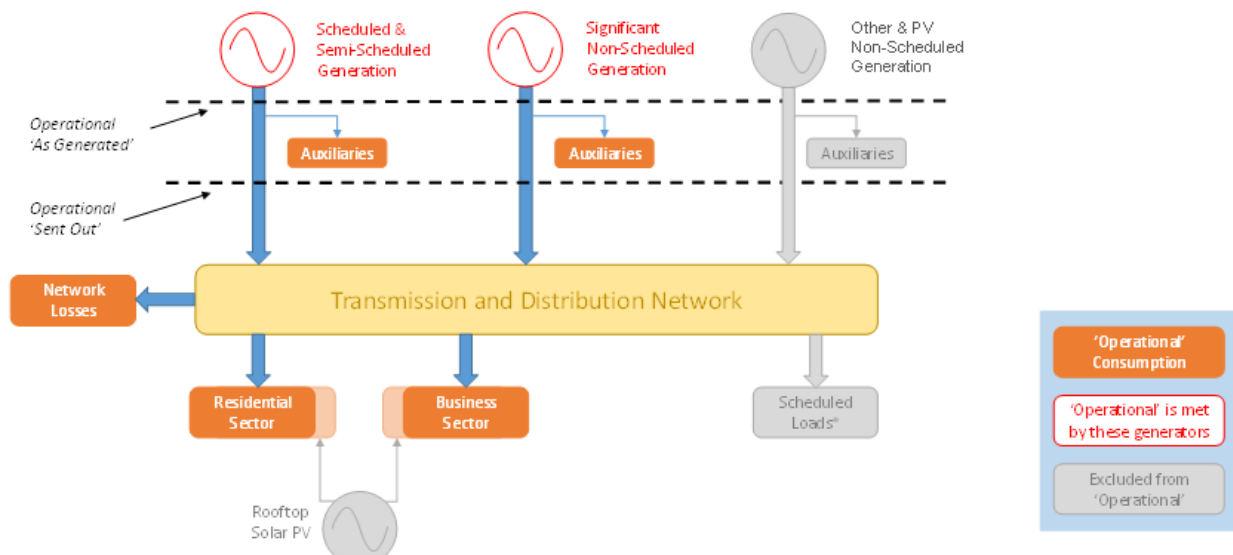 Scheduled &
Semi-Scheduled
Generation
Significant
Non-Scheduled
Generation
Other & PV
Non-Scheduled
Generation
Operational
'As Generated'
Auxiliaries
Auxiliaries
Auxiliaries
Operational
'Sent Out'
Network
Losses
Transmission and Distribution Network
Residential
Sector
Business
Sector
Scheduled
Loads*
Rooftop
Solar PV
'Operational'
Consumption
'Operational' is met
by these generators
Excluded from
'Operational'